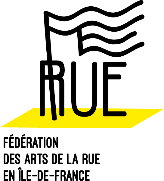 RUE
FÉDÉRATION
DES ARTS DE LA RUE
EN ÎLE-DE-FRANCE